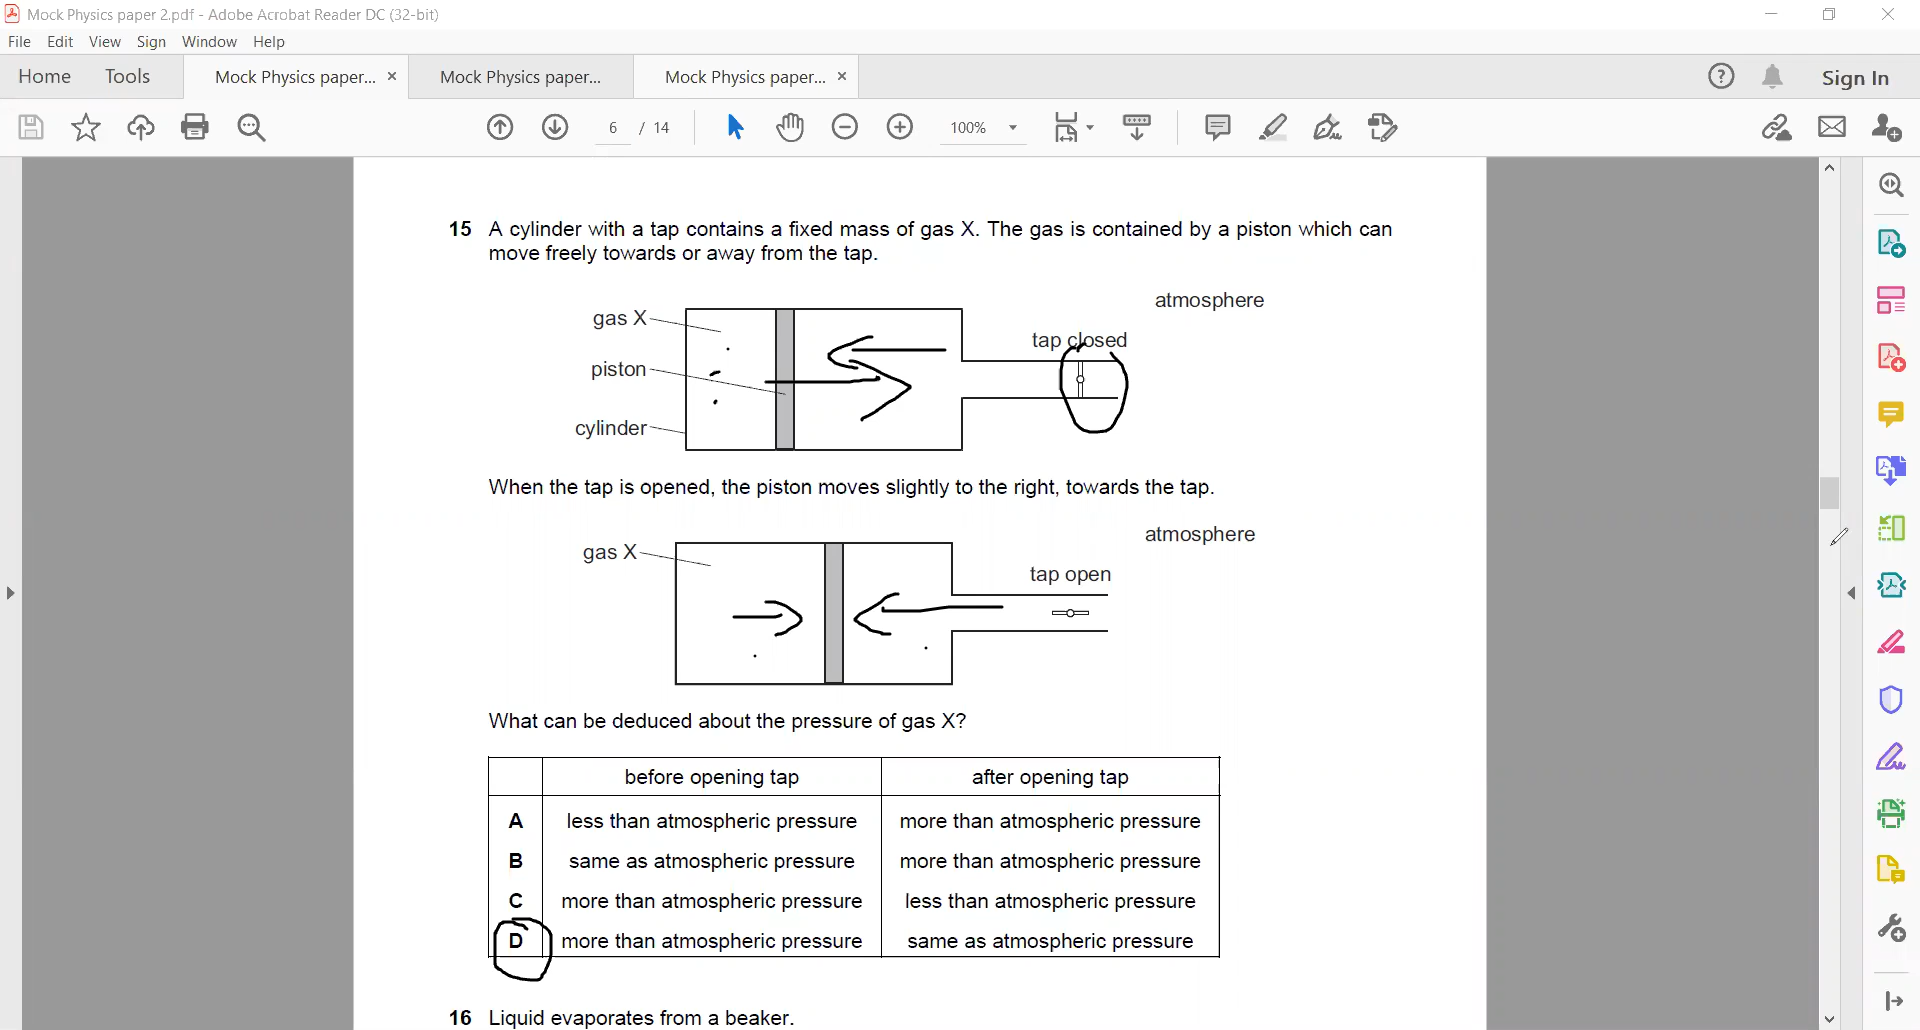 Mock Physics paper 2.pdf - Adobe Acrobat Reader DC (32-bit)
File Edit View Sign Window Help
Home Tools Mock Physics paper... × Mock Physics paper... Mock Physics paper... × Sign In
6 / 14 100%
15 A cylinder with a tap contains a fixed mass of gas X. The gas is contained by a piston which can
move freely towards or away from the tap.
atmosphere
gas X
tap closed
piston
cylinder
When the tap is opened, the piston moves slightly to the right, towards the tap.
atmosphere
gas X
tap open
What can be deduced about the pressure of gas X?
before opening tap after opening tap
A less than atmospheric pressure more than atmospheric pressure
B same as atmospheric pressure more than atmospheric pressure
C more than atmospheric pressure less than atmospheric pressure
D more than atmospheric pressure same as atmospheric pressure
16 Liquid evaporates from a beaker.